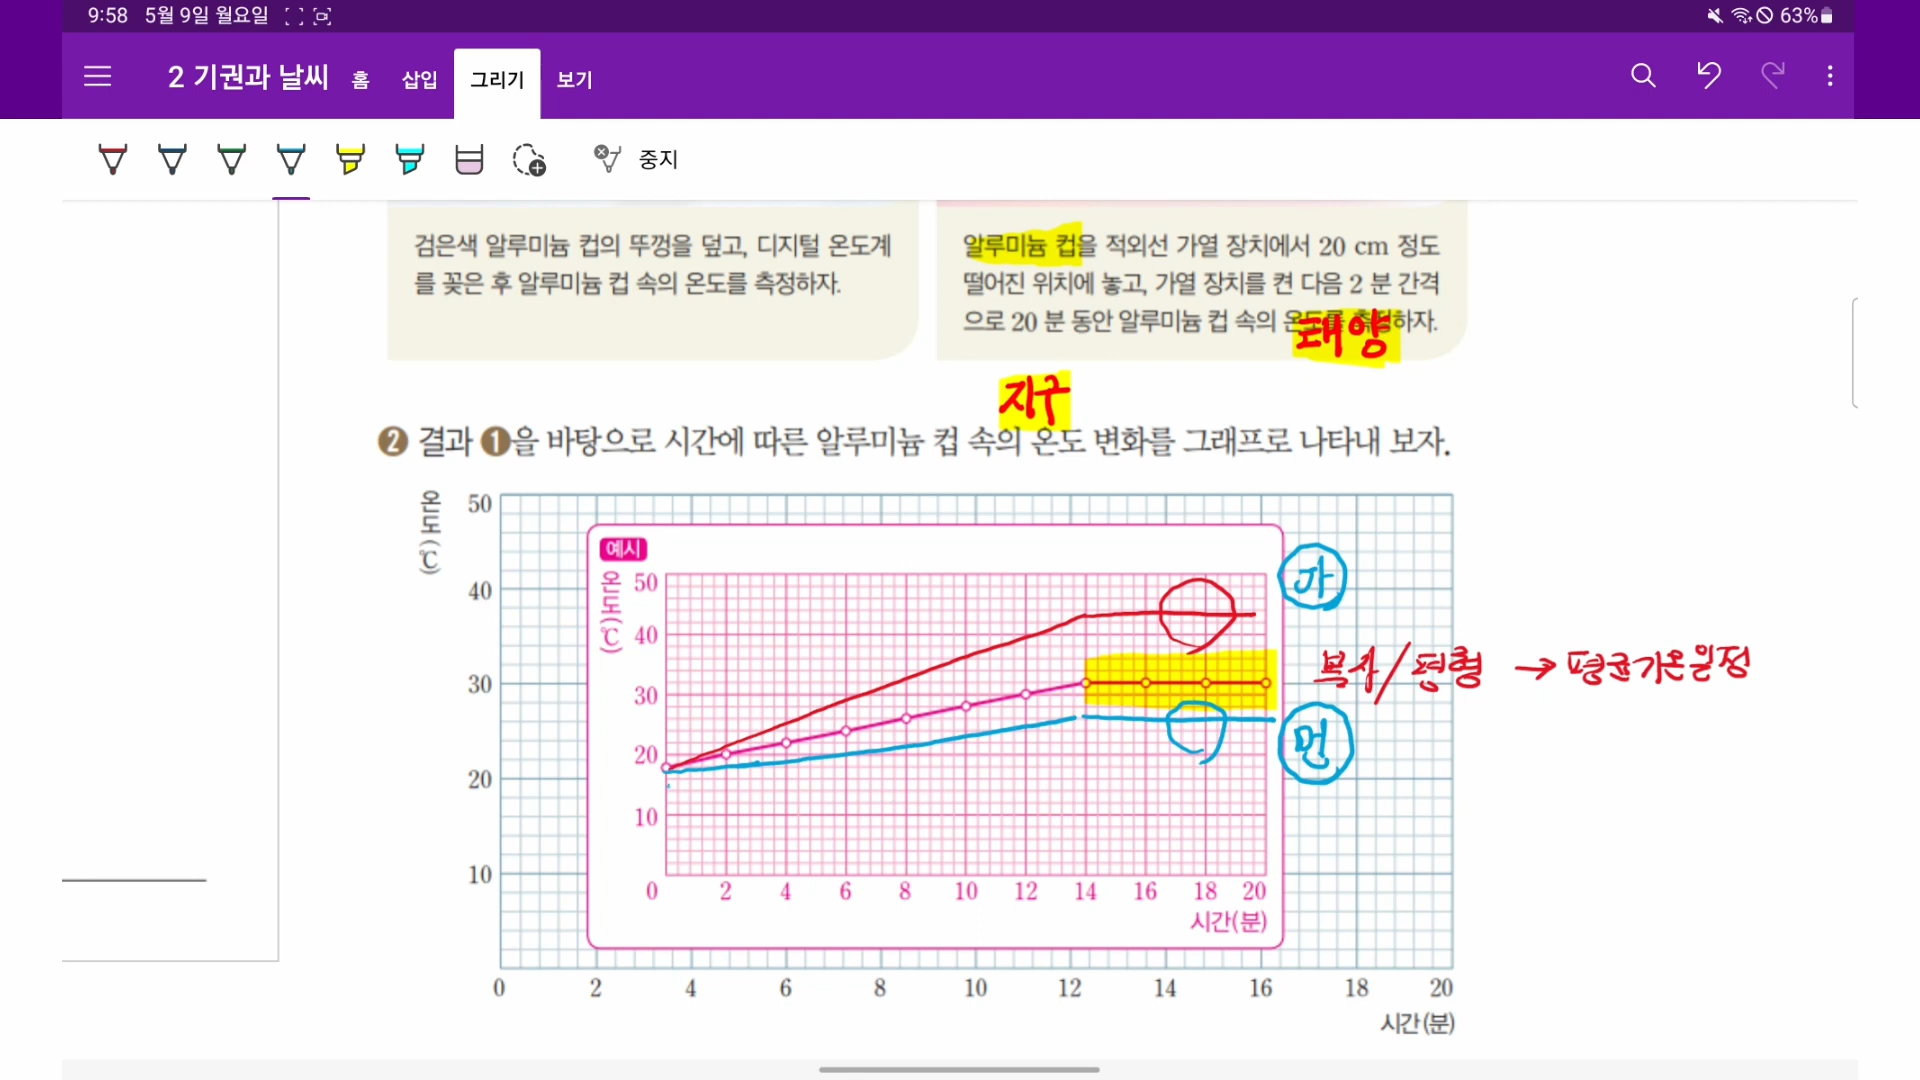 9:58 5월 9일 월요일
63%
2 기권과 날씨 홈 삽입 그리기 보기
중지
검은색 알루미늄 컵의 뚜껑을 덮고, 디지털 온도계
를 꽂은 후 알루미늄 컵 속의 온도를 측정하자.
알루미늄 컵을 적외선 가열 장치에서 20 cm 정도
떨어진 위치에 놓고, 가열 장치를 켠 다음 2 분 간격
으로 20 분 동안 알루미늄 컵 속의 온도를 측정하자.
태양
지구
2 결과 1을 바탕으로 시간에 따른 알루미늄 컵 속의 온도 변화를 그래프로 나타내 보자.
온도(℃)
50
40
30
20
10
예시
온도(℃)
50
40
30
20
10
0 2 4 6 8 10 12 14 16 18 20
시간(분)
가
복사/평형 → 평균기온일정
먼
0 2 4 6 8 10 12 14 16 18 20
시간(분)